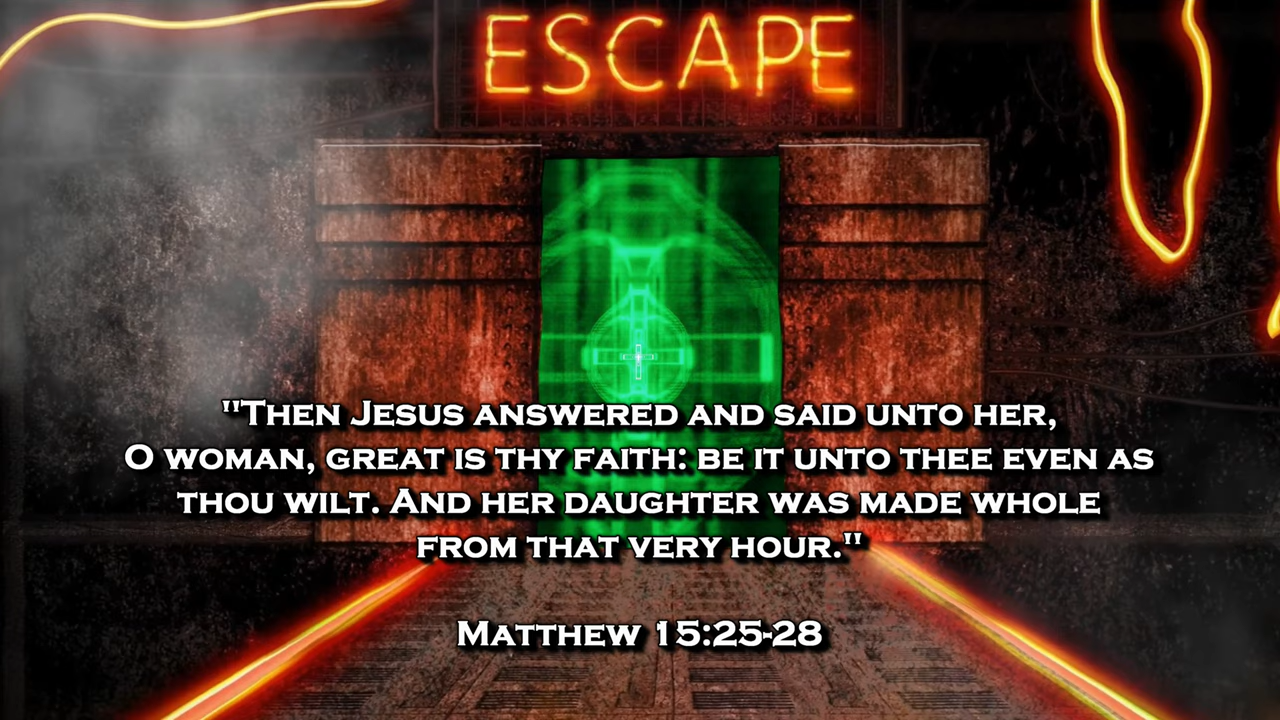 ESCAPE
"Then Jesus answered and said unto her,
O woman, great is thy faith: be it unto thee even as
thou wilt. And her daughter was made whole
from that very hour."
Matthew 15:25-28